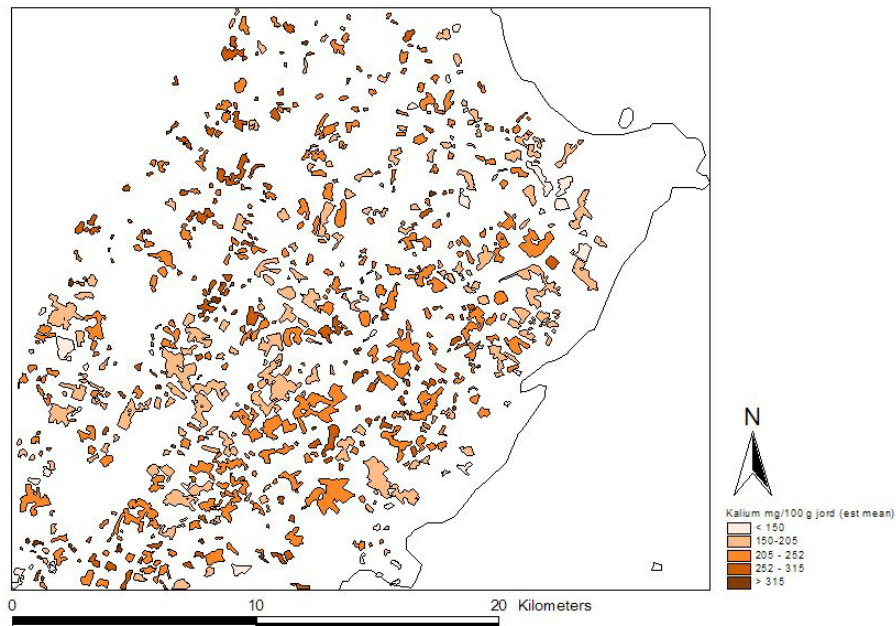 N
Kalium mg/100 g jord (est mean)
< 150
150-205
205 - 252
252 - 315
> 315
0 10 20 Kilometers